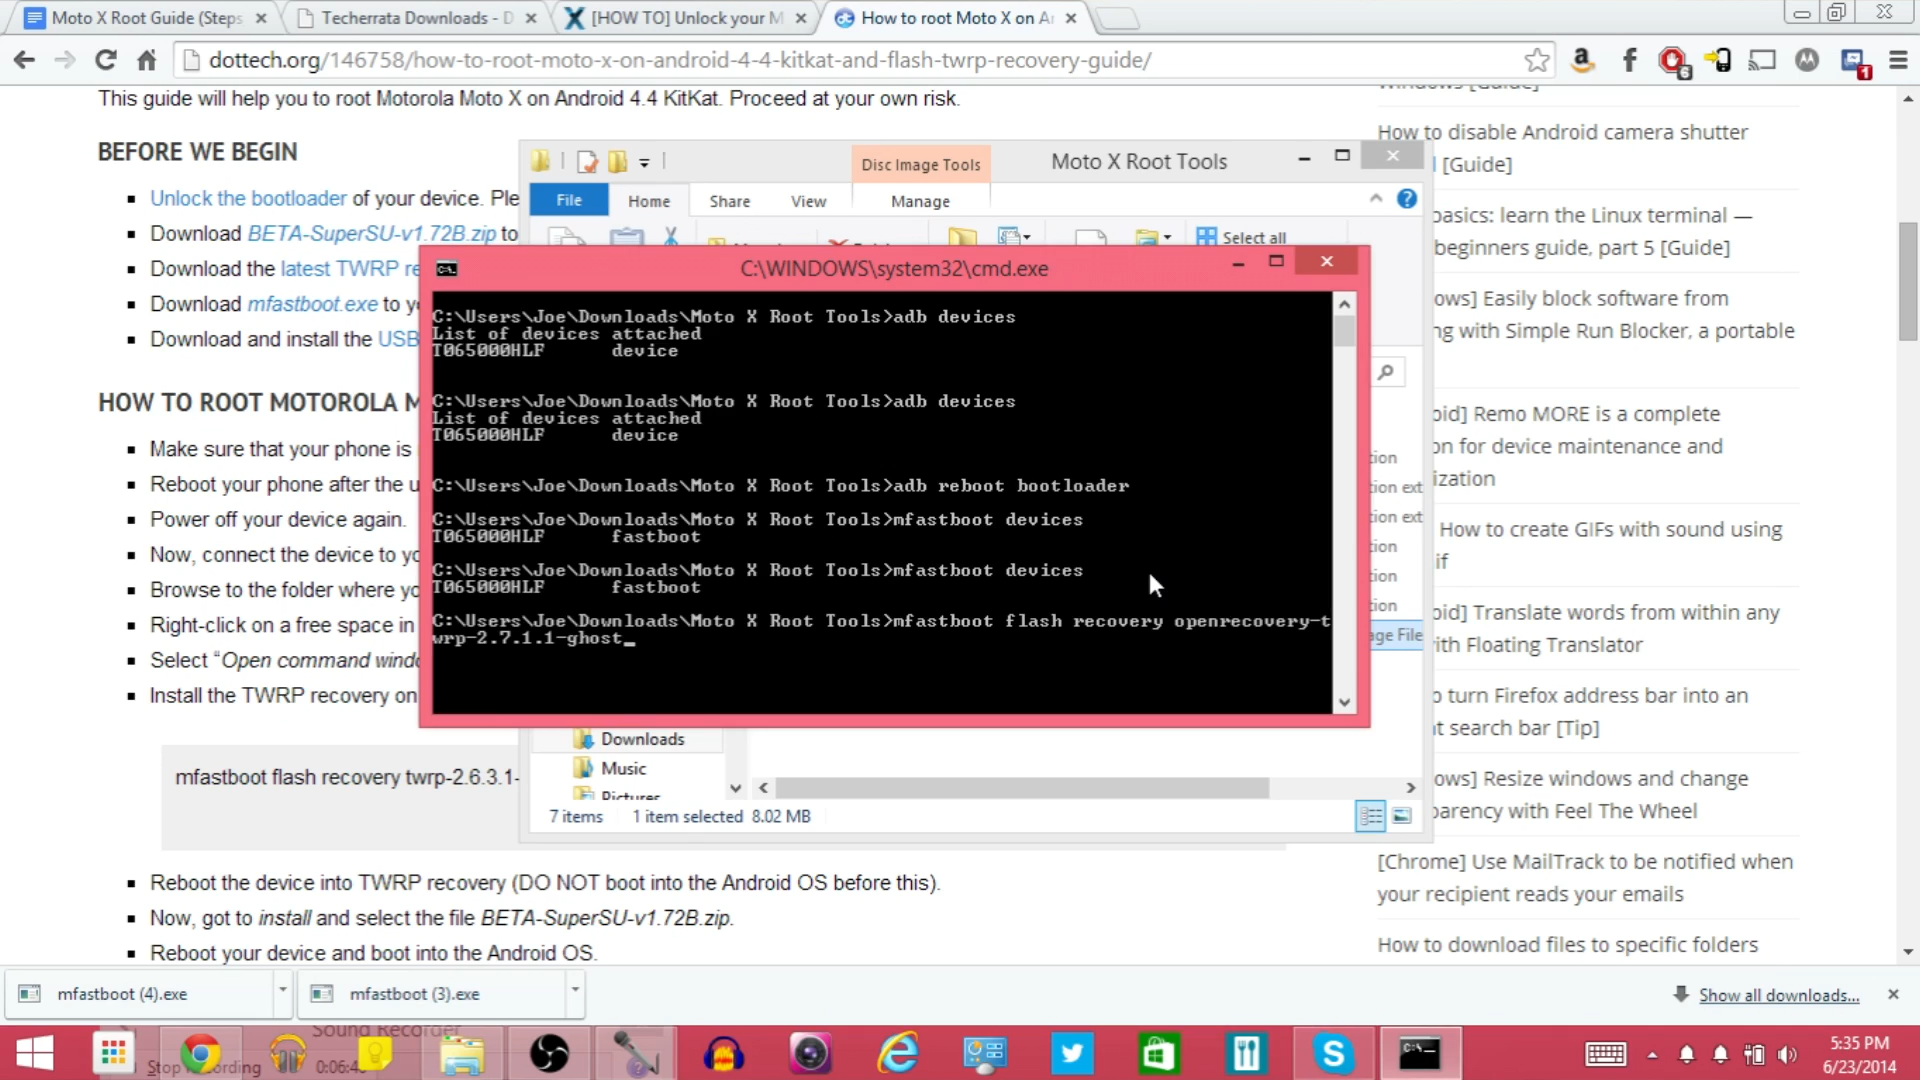 Moto X Root Guide (Steps
Techerrata Downloads - D
[HOW TO] Unlock your M
How to root Moto X on A
dottech.org/146758/how-to-root-moto-x-on-android-4-4-kitkat-and-flash-twrp-recovery-guide/
This guide will help you to root Motorola Moto X on Android 4.4 KitKat. Proceed at your own risk.
BEFORE WE BEGIN
Unlock the bootloader of your device. Ple
Download BETA-SuperSU-v1.72B.zip to
Download the latest TWRP re
Download mfastboot.exe to yo
Download and install the USB
HOW TO ROOT MOTOROLA M
Make sure that your phone is
Reboot your phone after the u
Power off your device again.
Now, connect the device to yo
Browse to the folder where yo
Right-click on a free space in
Select “Open command windo
Install the TWRP recovery on
mfastboot flash recovery twrp-2.6.3.1-
Reboot the device into TWRP recovery (DO NOT boot into the Android OS before this).
Now, got to install and select the file BETA-SuperSU-v1.72B.zip.
Reboot your device and boot into the Android OS.
Disc Image Tools
Moto X Root Tools
File
Home
Share
View
Manage
Select all
C:\WINDOWS\system32\cmd.exe
C:\Users\Joe\Downloads\Moto X Root Tools>adb devices
List of devices attached
T065000HLF device
C:\Users\Joe\Downloads\Moto X Root Tools>adb devices
List of devices attached
T065000HLF device
C:\Users\Joe\Downloads\Moto X Root Tools>adb reboot bootloader
C:\Users\Joe\Downloads\Moto X Root Tools>mfastboot devices
T065000HLF fastboot
C:\Users\Joe\Downloads\Moto X Root Tools>mfastboot devices
T065000HLF fastboot
C:\Users\Joe\Downloads\Moto X Root Tools>mfastboot flash recovery openrecovery-t
wrp-2.7.1.1-ghost_
tion
tion ext
tion ext
tion
tion
tion
age File
Downloads
Music
Pictures
7 items 1 item selected 8.02 MB
Windows [Guide]
How to disable Android camera shutter
[Guide]
basics: learn the Linux terminal —
beginners guide, part 5 [Guide]
ows] Easily block software from
ng with Simple Run Blocker, a portable
oid] Remo MORE is a complete
on for device maintenance and
ization
How to create GIFs with sound using
if
oid] Translate words from within any
ith Floating Translator
o turn Firefox address bar into an
t search bar [Tip]
ows] Resize windows and change
parency with Feel The Wheel
[Chrome] Use MailTrack to be notified when
your recipient reads your emails
How to download files to specific folders
mfastboot (4).exe
mfastboot (3).exe
Show all downloads...
Sound Recorder
Stop Recording
5:35 PM
6/23/2014